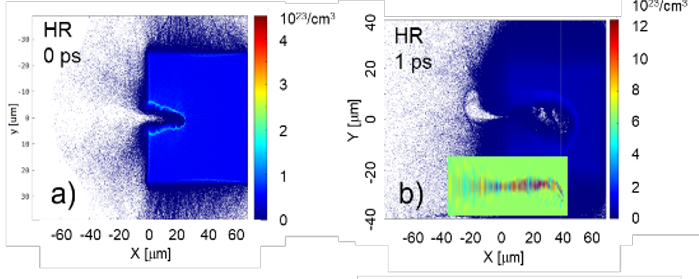 10²³/cm³
HR
0 ps
-30
-20
-10
0
10
20
30
y [μm]
a)
-60 -40 -20 0 20 40 60
X [μm]
4
3
2
1
0
10²³/cm³
HR
1 ps
40
20
0
-20
-40
Y [μm]
b)
-60 -40 -20 0 20 40 60
X [μm]
12
10
8
6
4
2
0